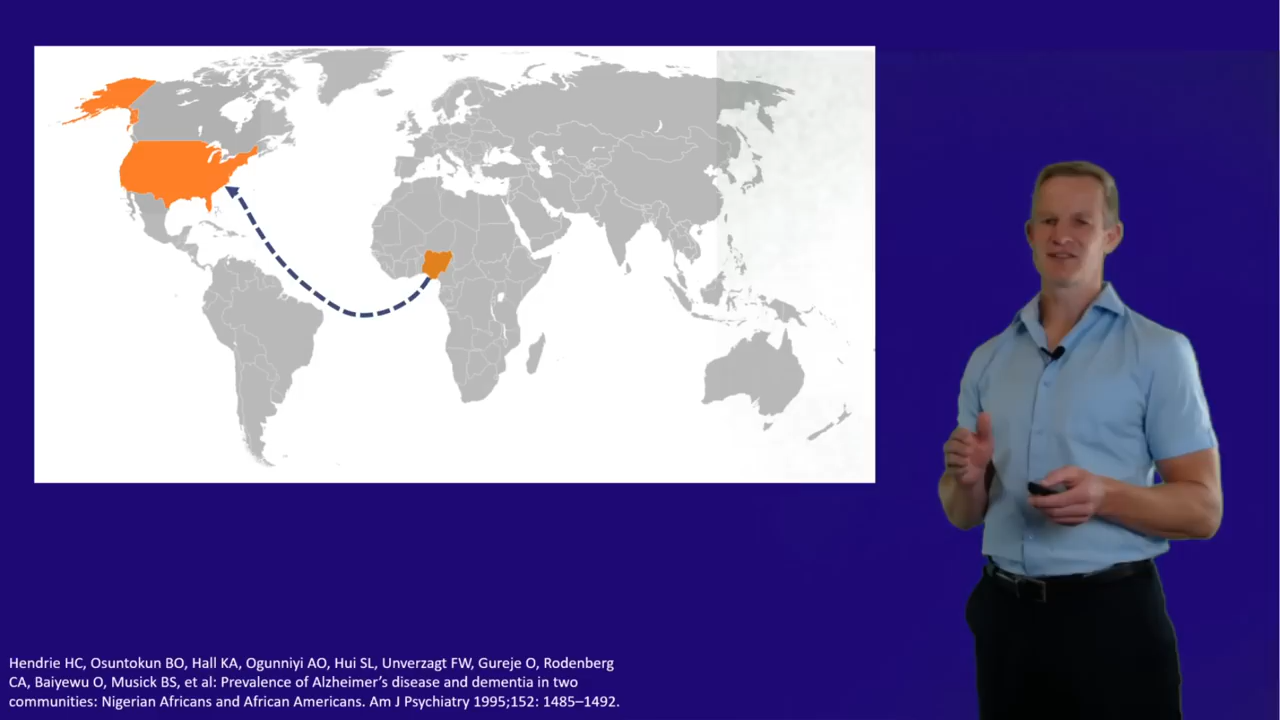 Hendrie HC, Osuntokun BO, Hall KA, Ogunniyi AO, Hui SL, Unverzagt FW, Gureje O, Rodenberg
CA, Baiyewu O, Musick BS, et al: Prevalence of Alzheimer’s disease and dementia in two
communities: Nigerian Africans and African Americans. Am J Psychiatry 1995;152: 1485–1492.